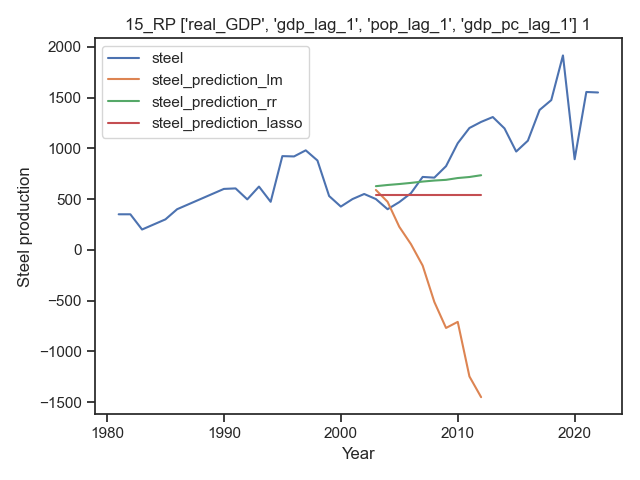 15_RP ['real_GDP', 'gdp_lag_1', 'pop_lag_1', 'gdp_pc_lag_1'] 1
steel
steel_prediction_lm
steel_prediction_rr
steel_prediction_lasso
Steel production
2000
1500
1000
500
0
−500
−1000
−1500
1980
1990
2000
2010
2020
Year